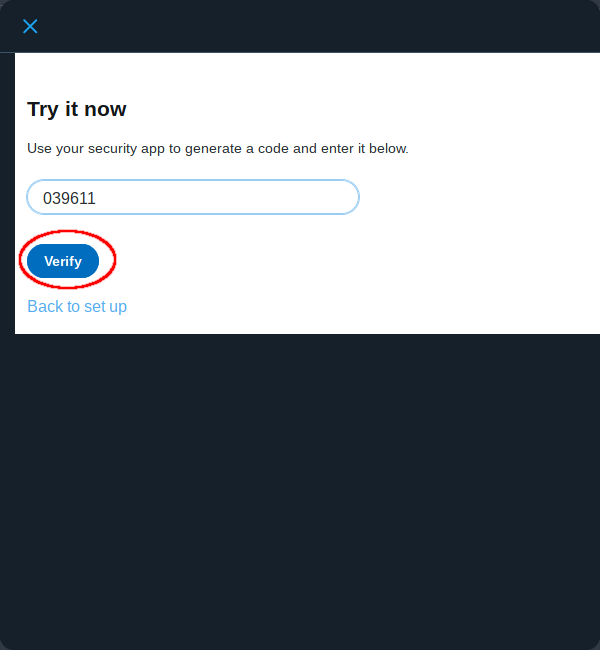 Try it now
Use your security app to generate a code and enter it below.
039611
Verify
Back to set up